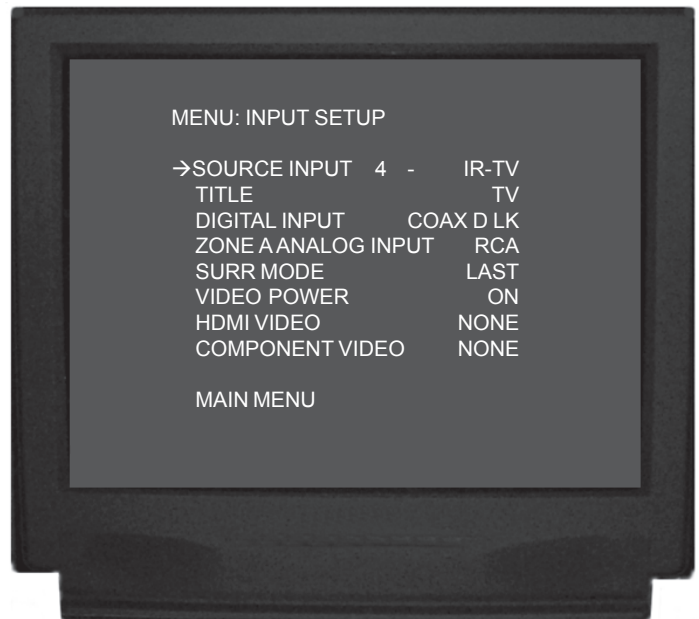 MENU: INPUT SETUP
→SOURCE INPUT 4 - IR-TV
TITLE TV
DIGITAL INPUT COAX D LK
ZONE A ANALOG INPUT RCA
SURR MODE LAST
VIDEO POWER ON
HDMI VIDEO NONE
COMPONENT VIDEO NONE
MAIN MENU